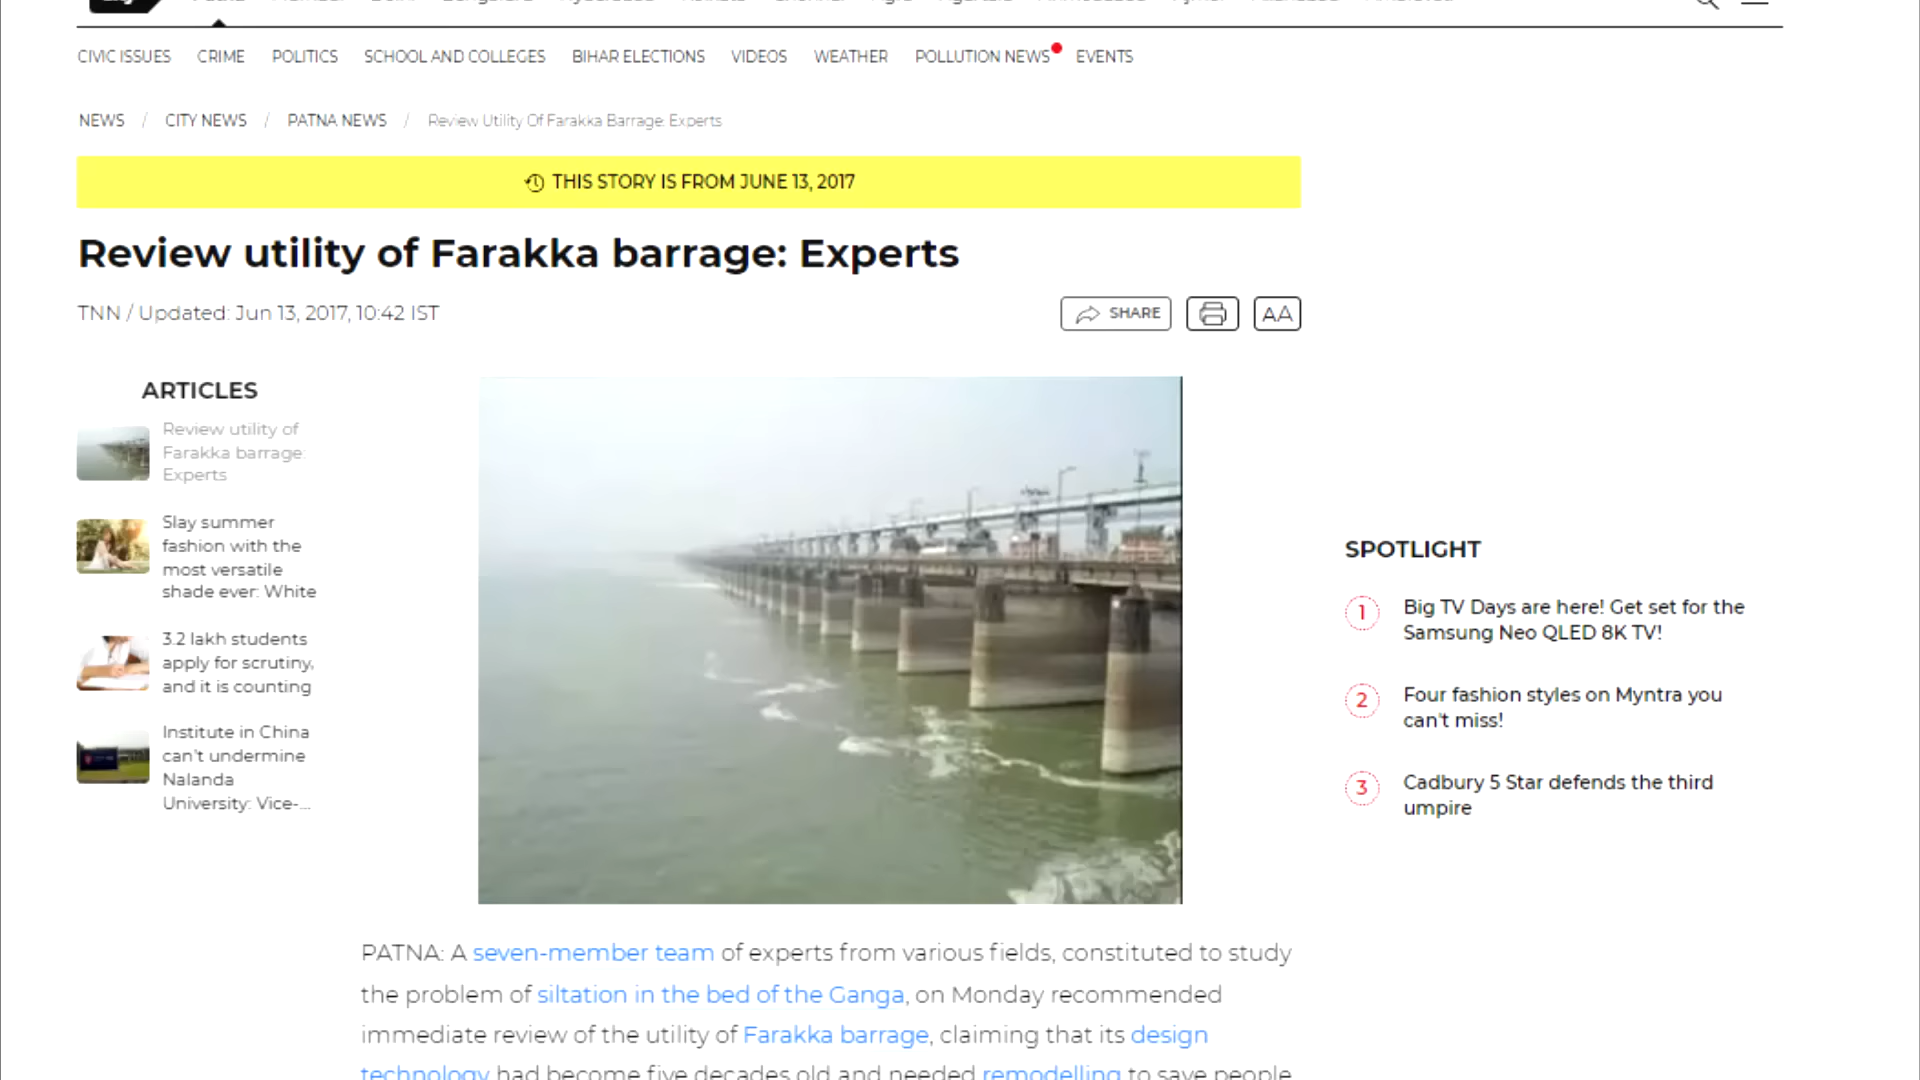 CIVIC ISSUES CRIME POLITICS SCHOOL AND COLLEGES BIHAR ELECTIONS VIDEOS WEATHER POLLUTION NEWS EVENTS
NEWS / CITY NEWS / PATNA NEWS / Review Utility Of Farakka Barrage: Experts
THIS STORY IS FROM JUNE 13, 2017
Review utility of Farakka barrage: Experts
TNN / Updated: Jun 13, 2017, 10:42 IST
SHARE
AA
ARTICLES
Review utility of
Farakka barrage:
Experts
Slay summer
fashion with the
most versatile
shade ever: White
3.2 lakh students
apply for scrutiny,
and it is counting
Institute in China
can't undermine
Nalanda
University: Vice-...
PATNA: A seven-member team of experts from various fields, constituted to study
the problem of siltation in the bed of the Ganga, on Monday recommended
immediate review of the utility of Farakka barrage, claiming that its design
technology had become five decades old and needed remodelling to save people
SPOTLIGHT
1 Big TV Days are here! Get set for the
Samsung Neo QLED 8K TV!
2 Four fashion styles on Myntra you
can't miss!
3 Cadbury 5 Star defends the third
umpire